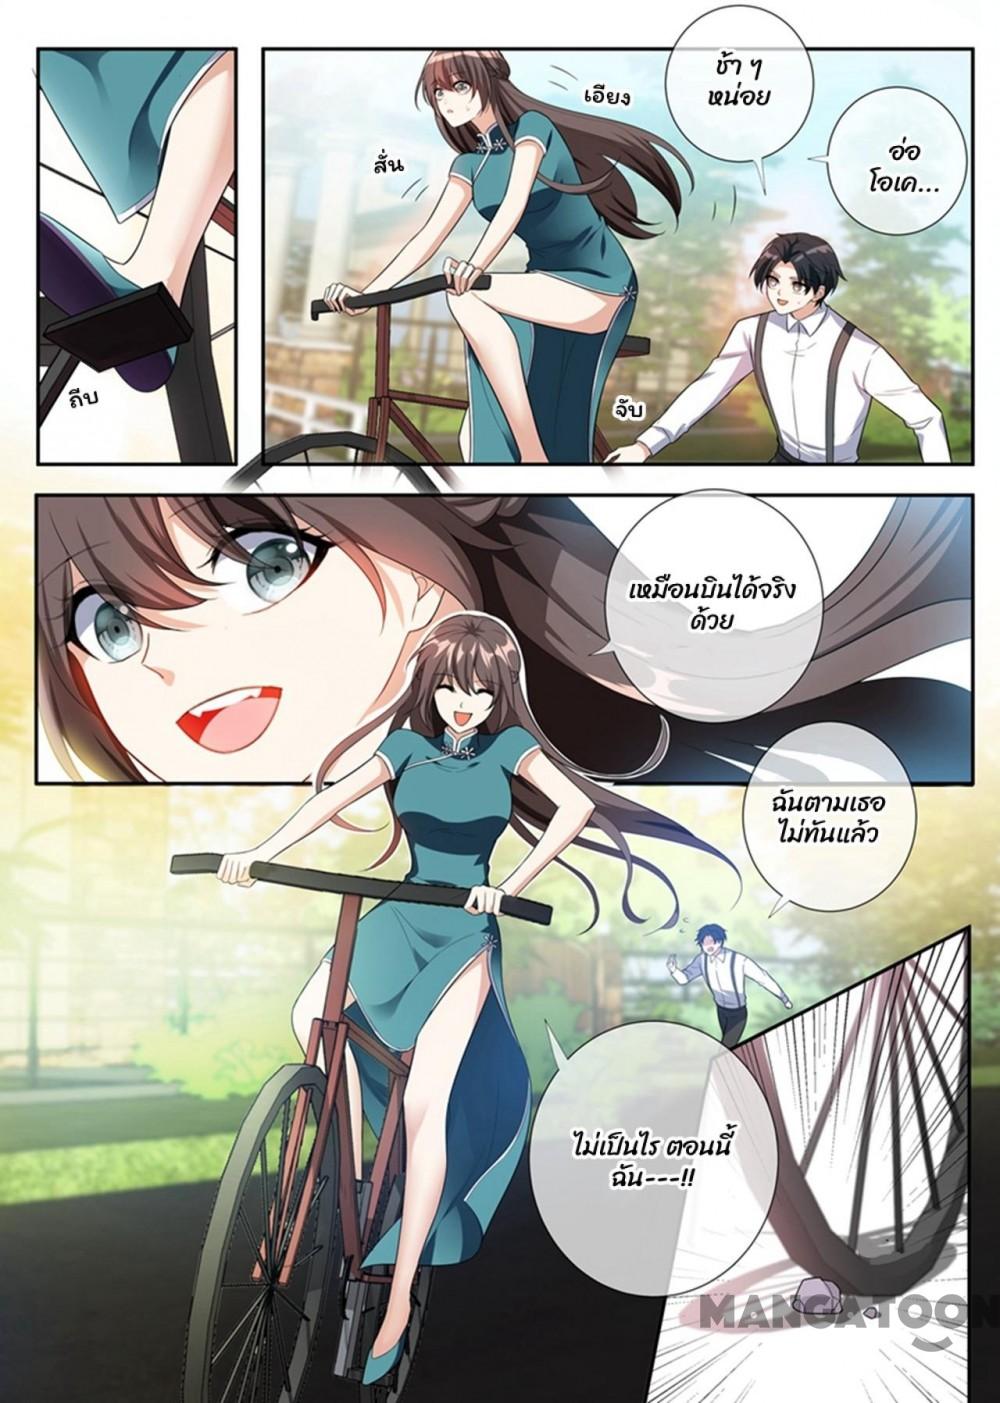 ถีบ
สั่น
เอียง
ช้า ๆ
หน่อย
อ่อ
โอเค...
จับ
เหมือนบินได้จริง
ด้วย
ฉันตามเธอ
ไม่ทันแล้ว
ไม่เป็นไร ตอนนี้
ฉัน---!!
MANGATOON